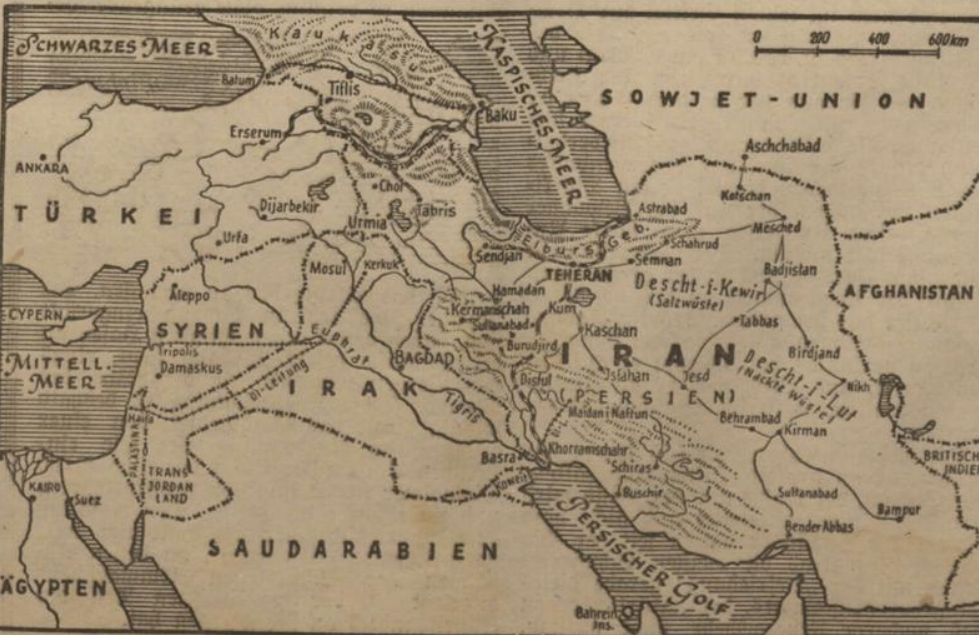 SCHWARZES MEER
Kaukasus
KASPISCHES MEER
0 200 400 600 km
Batum
Tiflis
Baku
SOWJET-UNION
Erserum
ANKARA
Aschchabad
Kotschan
Choi
TÜRKEI
Dijarbekir
Urmia
Täbris
Astrabad
Mesched
Elburs Geb.
Schahrud
Urfa
Sendjan
Semnan
TEHERAN
Mosul
Kerkuk
Badjistan
Aleppo
Hamadan
Descht-i-Kewir
(Salzwüste)
AFGHANISTAN
CYPERN
Kermanschah
Kum
Sultanabad
Tabbas
SYRIEN
Kaschan
Euphrat
Burudjird
Birdjand
MITTELL.
MEER
Tripolis
BAGDAD
IRAN
Damaskus
Öl-Leitung
Isfahan
Jesd
Descht-i-Lut
(Nackte Wüste)
Nikh
IRAK
Disful
(PERSIEN)
Tigris
Maidan i Naftun
Behrambad
Kirman
Haifa
PALÄSTINA
Basra
Khorramschahr
Schiras
BRITISCH
INDIEN
TRANS
JORDAN
LAND
KAIRO
Suez
Koweit
Buschir
Sultanabad
Bampur
Bender Abbas
SAUDARABIEN
PERSISCHER GOLF
ÄGYPTEN
Bahrein
Ins.